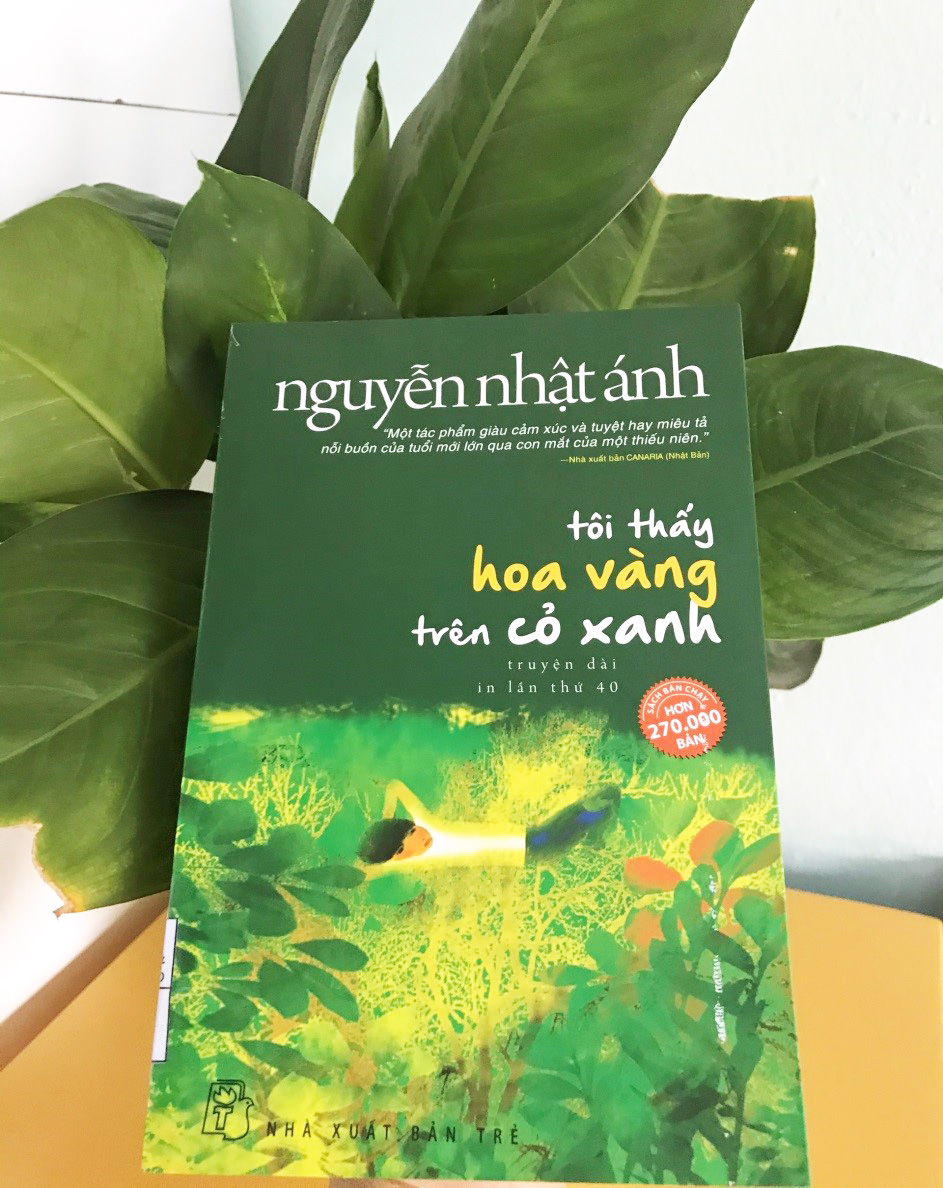 nguyễn nhật ánh
“Một tác phẩm giàu cảm xúc và tuyệt hay miêu tả
nỗi buồn của tuổi mới lớn qua con mắt của một thiếu niên.”
—Nhà xuất bản CANARIA (Nhật Bản)
tôi thấy
hoa vàng
trên cỏ xanh
truyện dài
in lần thứ 40
SÁCH BÁN CHẠY
HƠN
270.000
BẢN
T
NHÀ XUẤT BẢN TRẺ